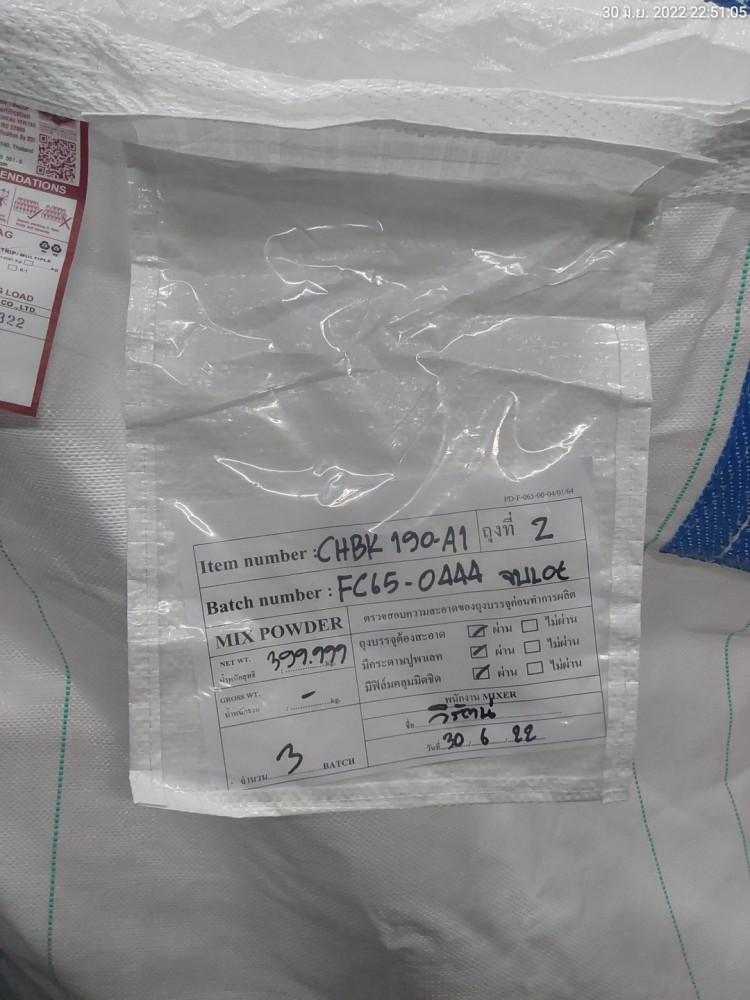 30 มิ.ย. 2022 22:51:05
ENDATIONS
TRIP/MULTIPLE
LOAD
CO.,LTD.
322
PD-F-065-00-04/01/64
Item number : CHBK 190-A1 ถุงที่ 2
Batch number : FC65-0444 จบLot
MIX POWDER
ตรวจสอบความสะอาดของถุงบรรจุก่อนทำการผลิต
ถุงบรรจุต้องสะอาด ☑ ผ่าน ☐ ไม่ผ่าน
มีกระดาษปูพาเลท ☑ ผ่าน ☐ ไม่ผ่าน
มีฟิล์มคลุมมิดชิด ☑ ผ่าน ☐ ไม่ผ่าน
NET WT. 399.999
น้ำหนักสุทธิ
GROSS WT. - kg.
น้ำหนักรวม
พนักงาน MIXER
ชื่อ
วันที่ 30 6 22
จำนวน 3 BATCH